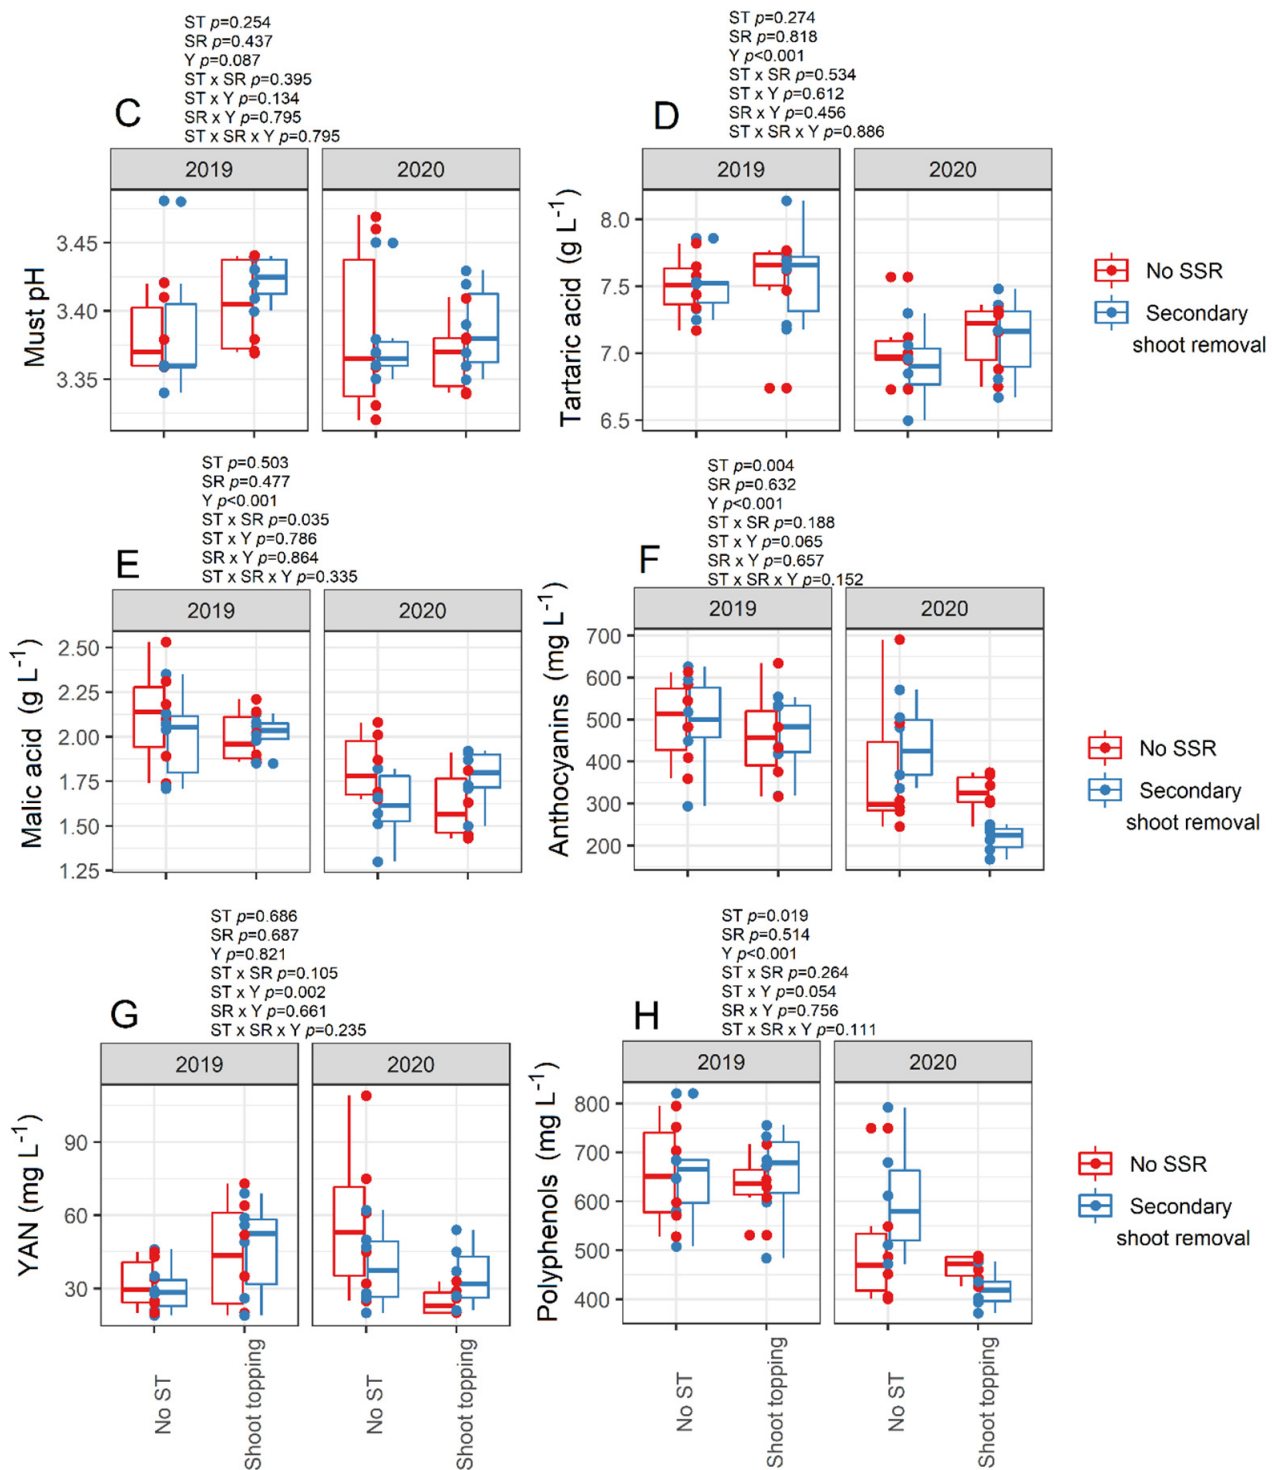 ST p=0.254
SR p=0.437
Y p=0.087
ST x SR p=0.395
ST x Y p=0.134
SR x Y p=0.795
ST x SR x Y p=0.795
C
2019
2020
Must pH
3.45
3.40
3.35
ST p=0.274
SR p=0.818
Y p<0.001
ST x SR p=0.534
ST x Y p=0.612
SR x Y p=0.456
ST x SR x Y p=0.886
D
2019
2020
Tartaric acid (g L⁻¹)
8.0
7.5
7.0
6.5
No SSR
Secondary
shoot removal
ST p=0.503
SR p=0.477
Y p<0.001
ST x SR p=0.035
ST x Y p=0.786
SR x Y p=0.864
ST x SR x Y p=0.335
E
2019
2020
Malic acid (g L⁻¹)
2.50
2.25
2.00
1.75
1.50
1.25
ST p=0.004
SR p=0.632
Y p<0.001
ST x SR p=0.188
ST x Y p=0.065
SR x Y p=0.657
ST x SR x Y p=0.152
F
2019
2020
Anthocyanins (mg L⁻¹)
700
600
500
400
300
200
No SSR
Secondary
shoot removal
ST p=0.686
SR p=0.687
Y p=0.821
ST x SR p=0.105
ST x Y p=0.002
SR x Y p=0.661
ST x SR x Y p=0.235
G
2019
2020
YAN (mg L⁻¹)
90
60
30
No ST
Shoot topping
No ST
Shoot topping
ST p=0.019
SR p=0.514
Y p<0.001
ST x SR p=0.264
ST x Y p=0.054
SR x Y p=0.756
ST x SR x Y p=0.111
H
2019
2020
Polyphenols (mg L⁻¹)
800
700
600
500
400
No ST
Shoot topping
No ST
Shoot topping
No SSR
Secondary
shoot removal